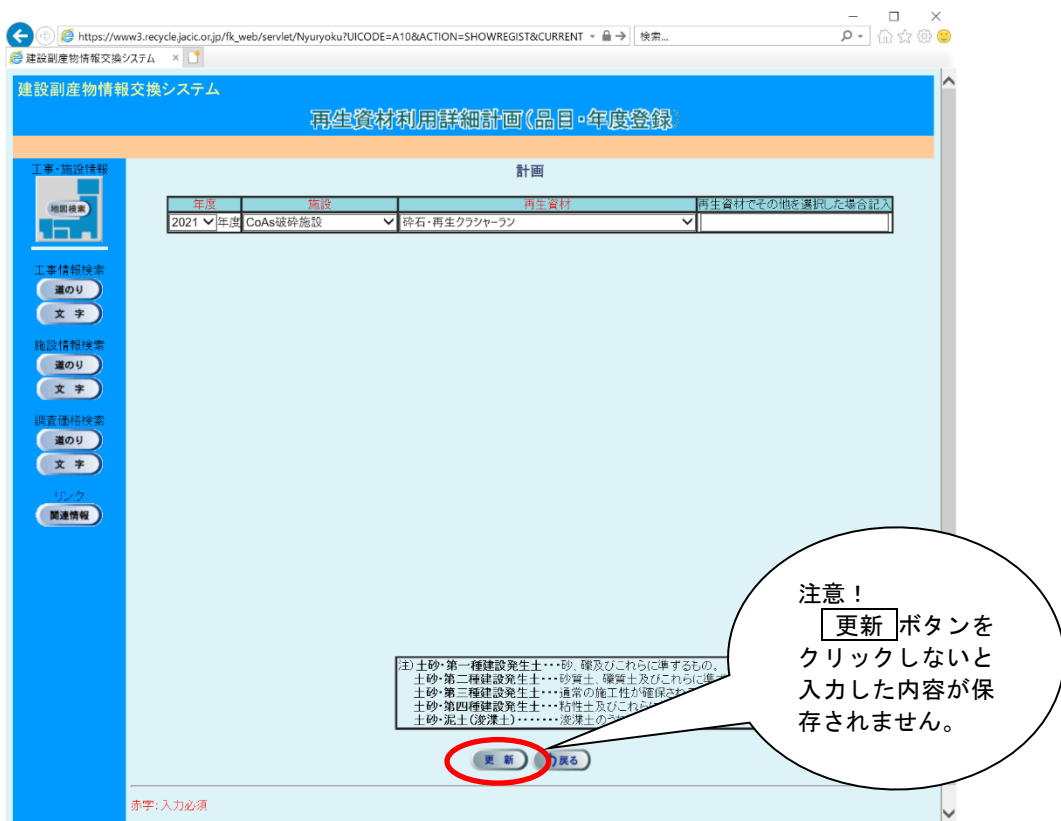 https://www3.recycle.jacic.or.jp/fk_web/servlet/Nyuryoku?UICODE=A10&ACTION=SHOWREGIST&CURRENT
検索...
建設副産物情報交換システム
建設副産物情報交換システム
再生資材利用詳細計画(品目・年度登録)
工事・施設情報
地図検索
工事情報検索
道のり
文 字
施設情報検索
道のり
文 字
調査価格検索
道のり
文 字
リンク
関連情報
計画
年度 施設 再生資材 再生資材でその他を選択した場合記入
2021 年度 CoAs破砕施設 砕石・再生クラシャーラン
注)土砂・第一種建設発生土・・・砂、礫及びこれらに準ずるもの。
土砂・第二種建設発生土・・・砂質土、礫質土及びこれらに準ず
土砂・第三種建設発生土・・・通常の施工性が確保される
土砂・第四種建設発生土・・・粘性土及びこれらに
土砂・泥土(浚渫土)・・・・・・・浚渫土のうち
更 新
戻る
赤字:入力必須
注意!
更新 ボタンを
クリックしないと
入力した内容が保
存されません。